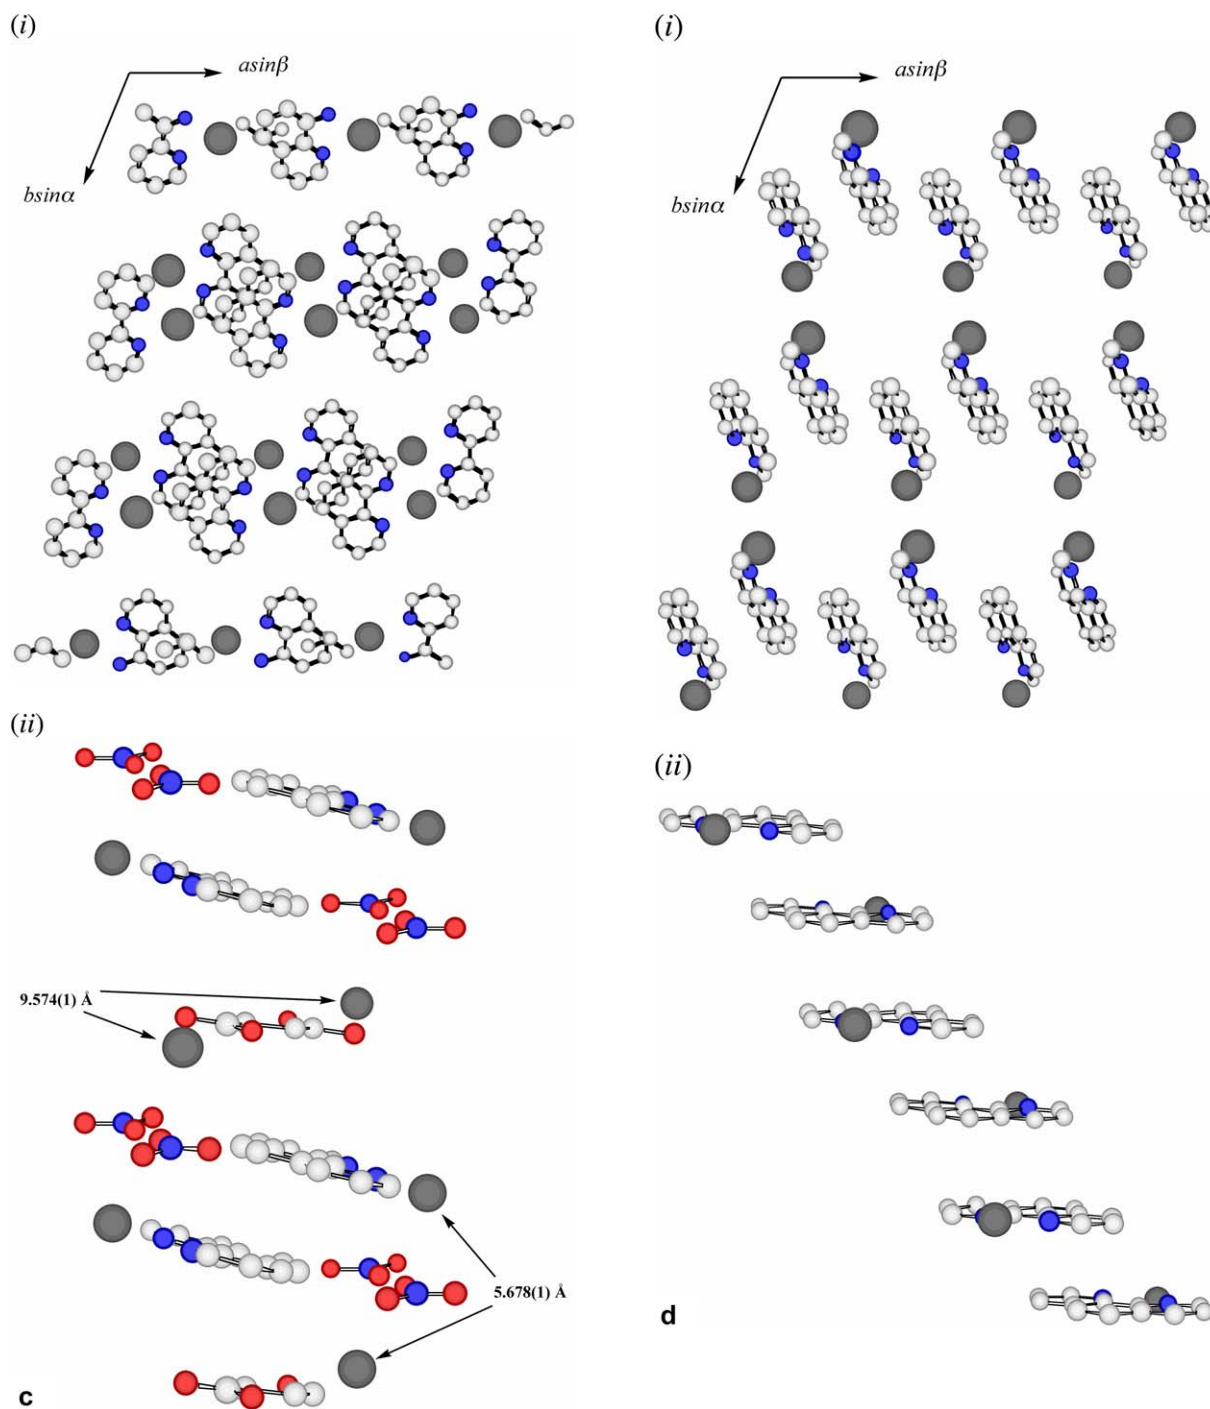 (i)
asinβ
bsinα
(ii)
9.574(1) Å
5.678(1) Å
c
(i)
asinβ
bsinα
(ii)
d